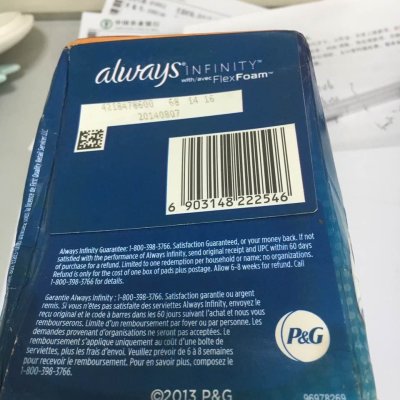 always INFINITY™
with/avec FlexFoam™
4218478600 68 14 16
20140807
6 903148 222546
Always Infinity Guarantee: 1-800-398-3766. Satisfaction Guaranteed, or your money back. If not
satisfied with the performance of Always Infinity, send original receipt and UPC within 60 days
of purchase for a refund. Limited to one redemption per household or name; no organizations.
Refund is only for the cost of one box of pads plus postage. Allow 6-8 weeks for refund. Call
1-800-398-3766 for details.
Garantie Always Infinity : 1-800-398-3766. Satisfaction garantie ou argent
remis. Si vous n'êtes pas satisfaite des serviettes Always Infinity, envoyez le
reçu original et le code à barres dans les 60 jours suivant l'achat et nous vous
rembourserons. Limite d'un remboursement par foyer ou par personne. Les
demandes provenant d'organisations ne seront pas acceptées. Le
remboursement s'applique uniquement au coût d'une boîte de
serviettes, plus les frais d'envoi. Veuillez prévoir de 6 à 8 semaines
pour recevoir le remboursement. Pour en savoir plus, composez le
1-800-398-3766.
P&G
©2013 P&G
96978269